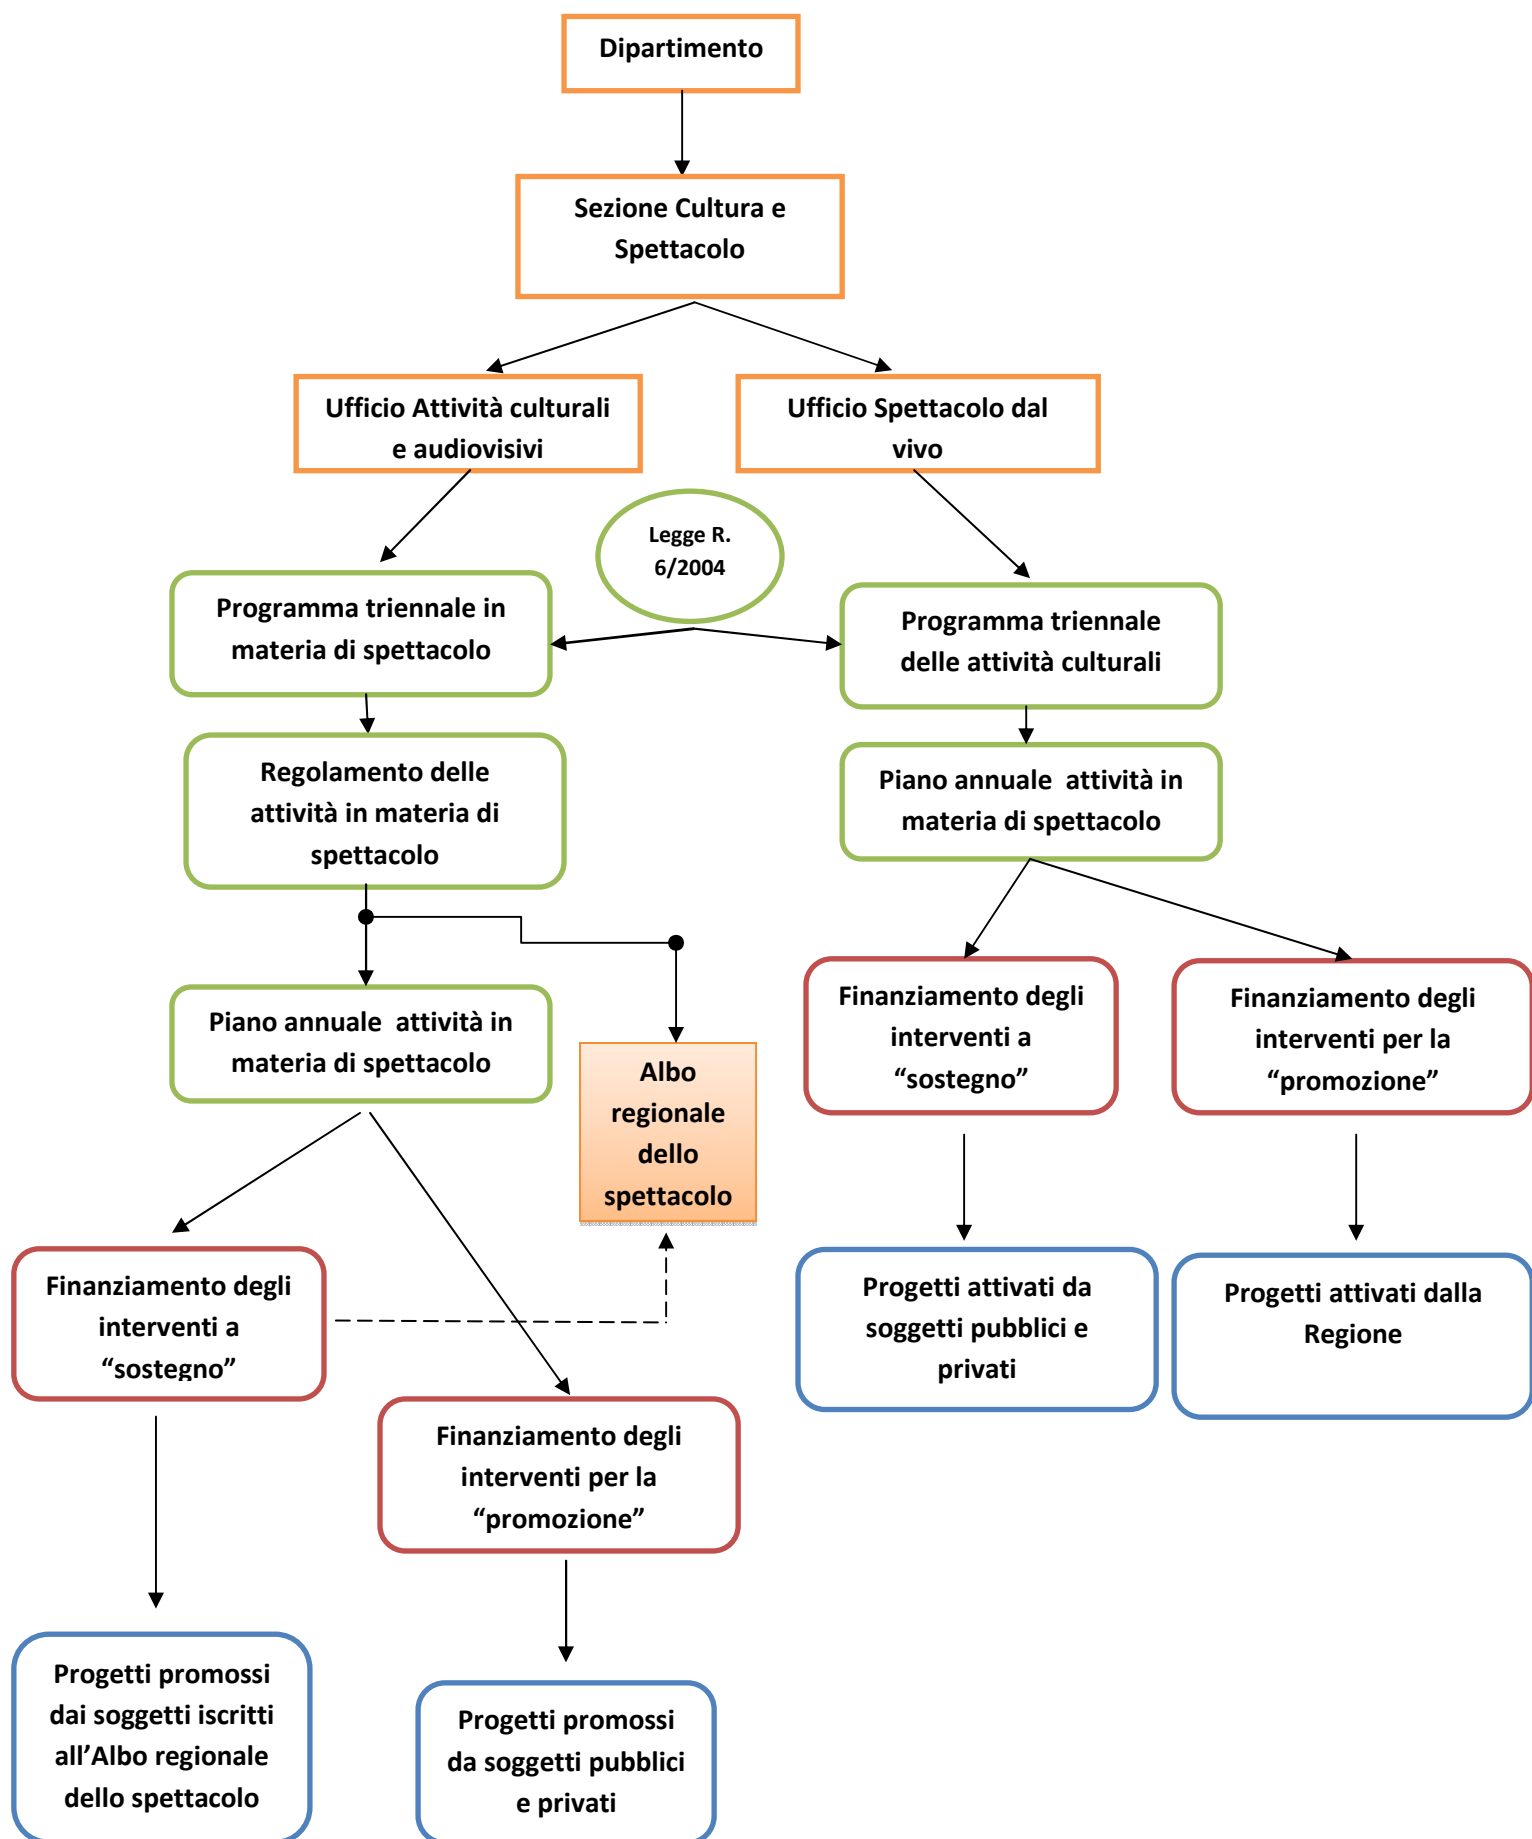 Dipartimento
Sezione Cultura e
Spettacolo
Ufficio Attività culturali
e audiovisivi
Ufficio Spettacolo dal
vivo
Legge R.
6/2004
Programma triennale in
materia di spettacolo
Programma triennale
delle attività culturali
Regolamento delle
attività in materia di
spettacolo
Piano annuale  attività in
materia di spettacolo
Piano annuale  attività in
materia di spettacolo
Albo
regionale
dello
spettacolo
Finanziamento degli
interventi a
“sostegno”
Finanziamento degli
interventi per la
“promozione”
Progetti attivati da
soggetti pubblici e
privati
Progetti attivati dalla
Regione
Finanziamento degli
interventi a
“sostegno”
Finanziamento degli
interventi per la
“promozione”
Progetti promossi
dai soggetti iscritti
all’Albo regionale
dello spettacolo
Progetti promossi
da soggetti pubblici
e privati